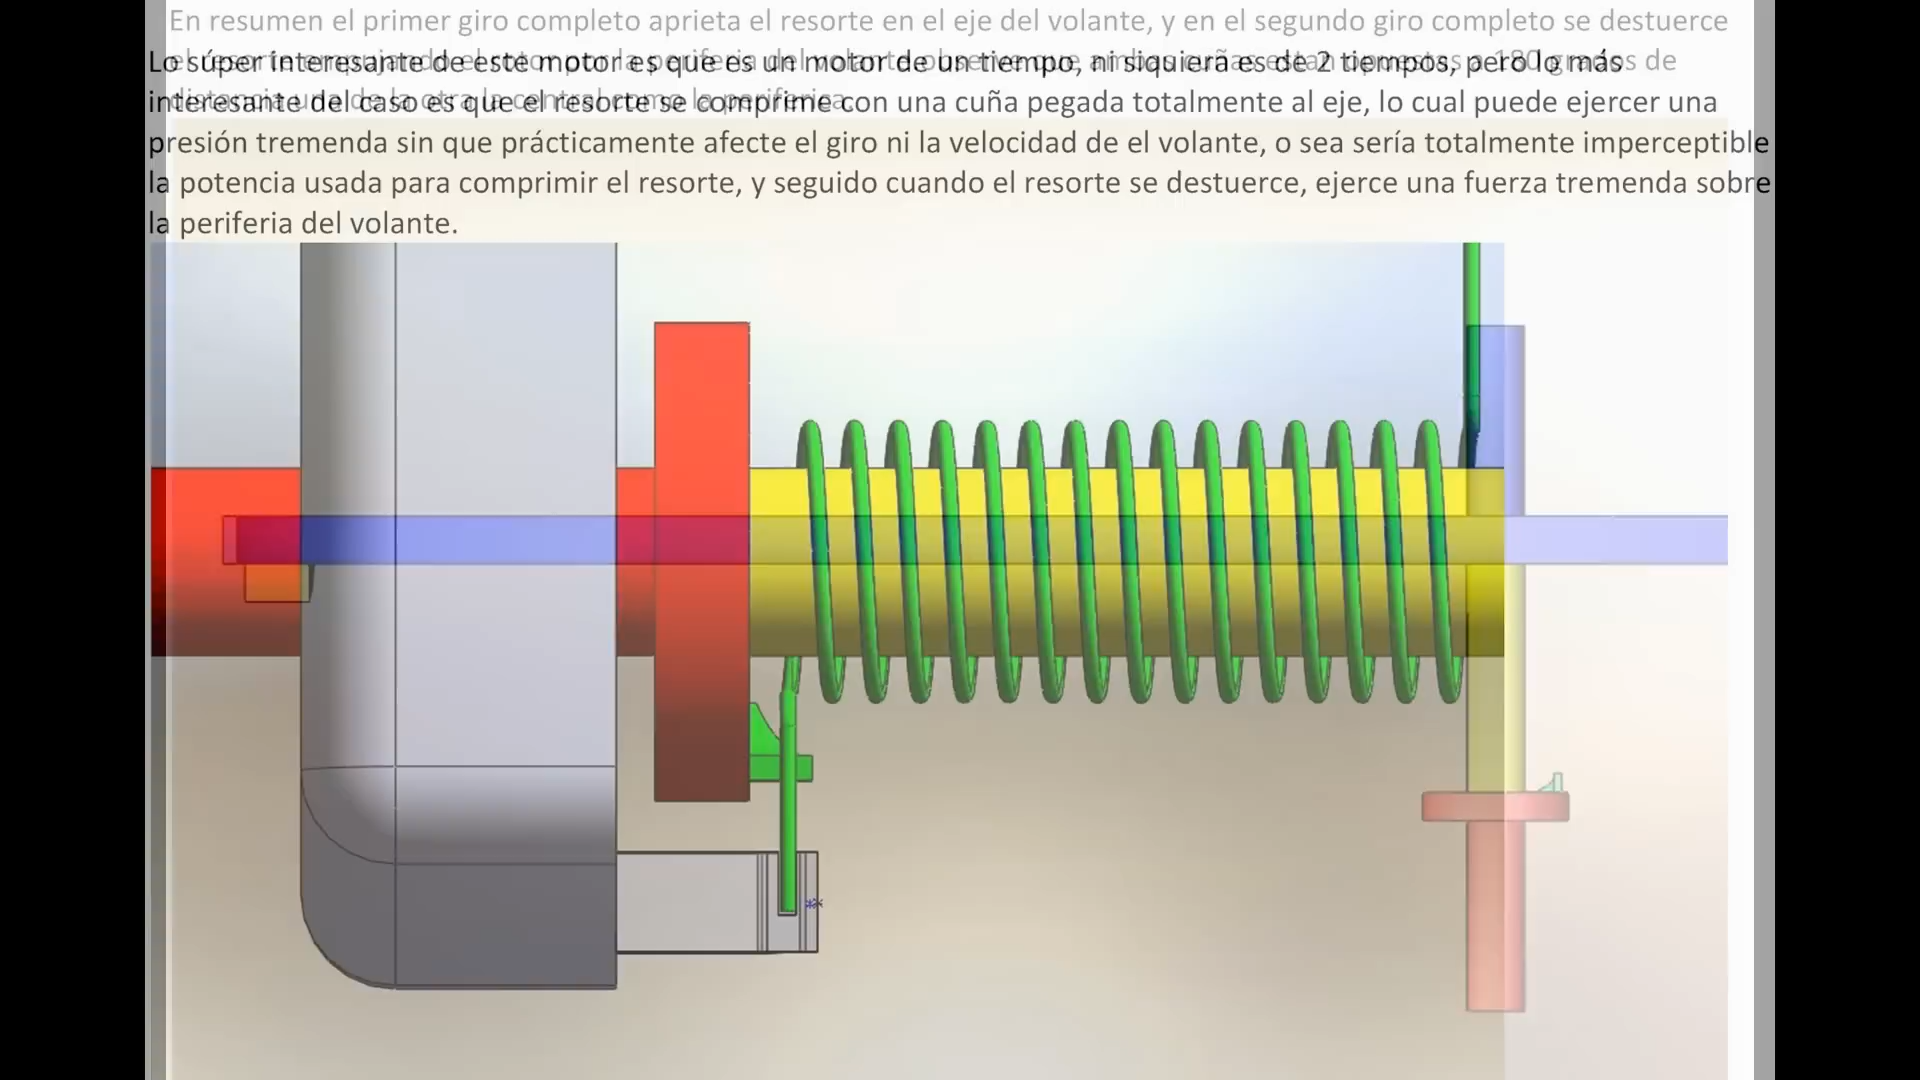 En resumen el primer giro completo aprieta el resorte en el eje del volante, y en el segundo giro completo se destuerce
Lo súper interesante de este motor es que es un motor de un tiempo, ni siquiera es de 2 tiempos, pero lo más
interesante del caso es que el resorte se comprime con una cuña pegada totalmente al eje, lo cual puede ejercer una
presión tremenda sin que prácticamente afecte el giro ni la velocidad de el volante, o sea sería totalmente imperceptible
la potencia usada para comprimir el resorte, y seguido cuando el resorte se destuerce, ejerce una fuerza tremenda sobre
la periferia del volante.